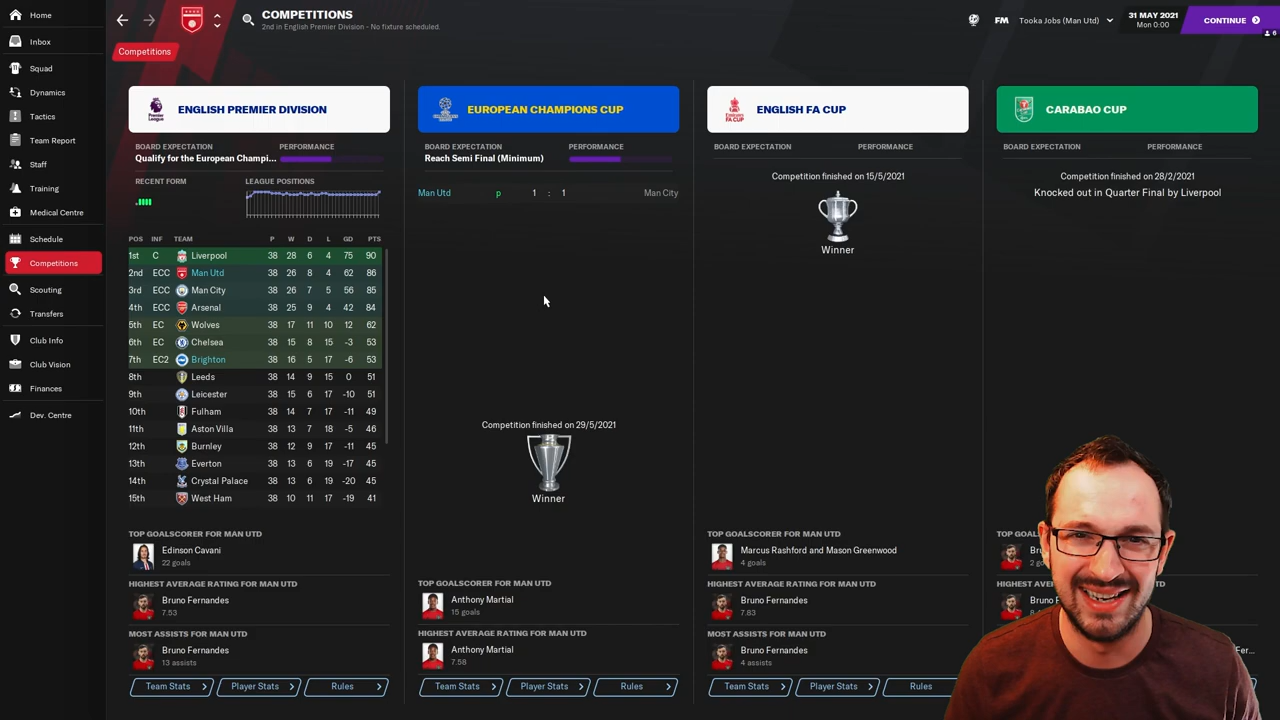 Home
Inbox
Squad
Dynamics
Tactics
Team Report
Staff
Training
Medical Centre
Schedule
Competitions
Scouting
Transfers
Club Info
Club Vision
Finances
Dev. Centre
COMPETITIONS
2nd in English Premier Division - No fixture scheduled.
FM Tooka Jobs (Man Utd)
31 MAY 2021
Mon 0:00
CONTINUE
6
Competitions
ENGLISH PREMIER DIVISION
BOARD EXPECTATION PERFORMANCE
Qualify for the European Champi...
RECENT FORM LEAGUE POSITIONS
POS INF TEAM P W D L GD PTS
1st C Liverpool 38 28 6 4 75 90
2nd ECC Man Utd 38 26 8 4 62 86
3rd ECC Man City 38 26 7 5 56 85
4th ECC Arsenal 38 25 9 4 42 84
5th EC Wolves 38 17 11 10 12 62
6th EC Chelsea 38 15 8 15 -3 53
7th EC2 Brighton 38 16 5 17 -6 53
8th Leeds 38 14 9 15 0 51
9th Leicester 38 15 6 17 -10 51
10th Fulham 38 14 7 17 -11 49
11th Aston Villa 38 13 7 18 -5 46
12th Burnley 38 12 9 17 -11 45
13th Everton 38 13 6 19 -17 45
14th Crystal Palace 38 13 6 19 -20 45
15th West Ham 38 10 11 17 -19 41
TOP GOALSCORER FOR MAN UTD
Edinson Cavani
22 goals
HIGHEST AVERAGE RATING FOR MAN UTD
Bruno Fernandes
7.53
MOST ASSISTS FOR MAN UTD
Bruno Fernandes
13 assists
Team Stats Player Stats Rules
EUROPEAN CHAMPIONS CUP
BOARD EXPECTATION PERFORMANCE
Reach Semi Final (Minimum)
Man Utd p 1 : 1 Man City
Competition finished on 29/5/2021
Winner
TOP GOALSCORER FOR MAN UTD
Anthony Martial
15 goals
HIGHEST AVERAGE RATING FOR MAN UTD
Anthony Martial
7.58
Team Stats Player Stats Rules
Emirates FA CUP
ENGLISH FA CUP
BOARD EXPECTATION PERFORMANCE
Competition finished on 15/5/2021
Winner
TOP GOALSCORER FOR MAN UTD
Marcus Rashford and Mason Greenwood
4 goals
HIGHEST AVERAGE RATING FOR MAN UTD
Bruno Fernandes
7.83
MOST ASSISTS FOR MAN UTD
Bruno Fernandes
4 assists
Team Stats Player Stats Rules
CARABAO CUP
BOARD EXPECTATION PERFORMANCE
Competition finished on 28/2/2021
Knocked out in Quarter Final by Liverpool